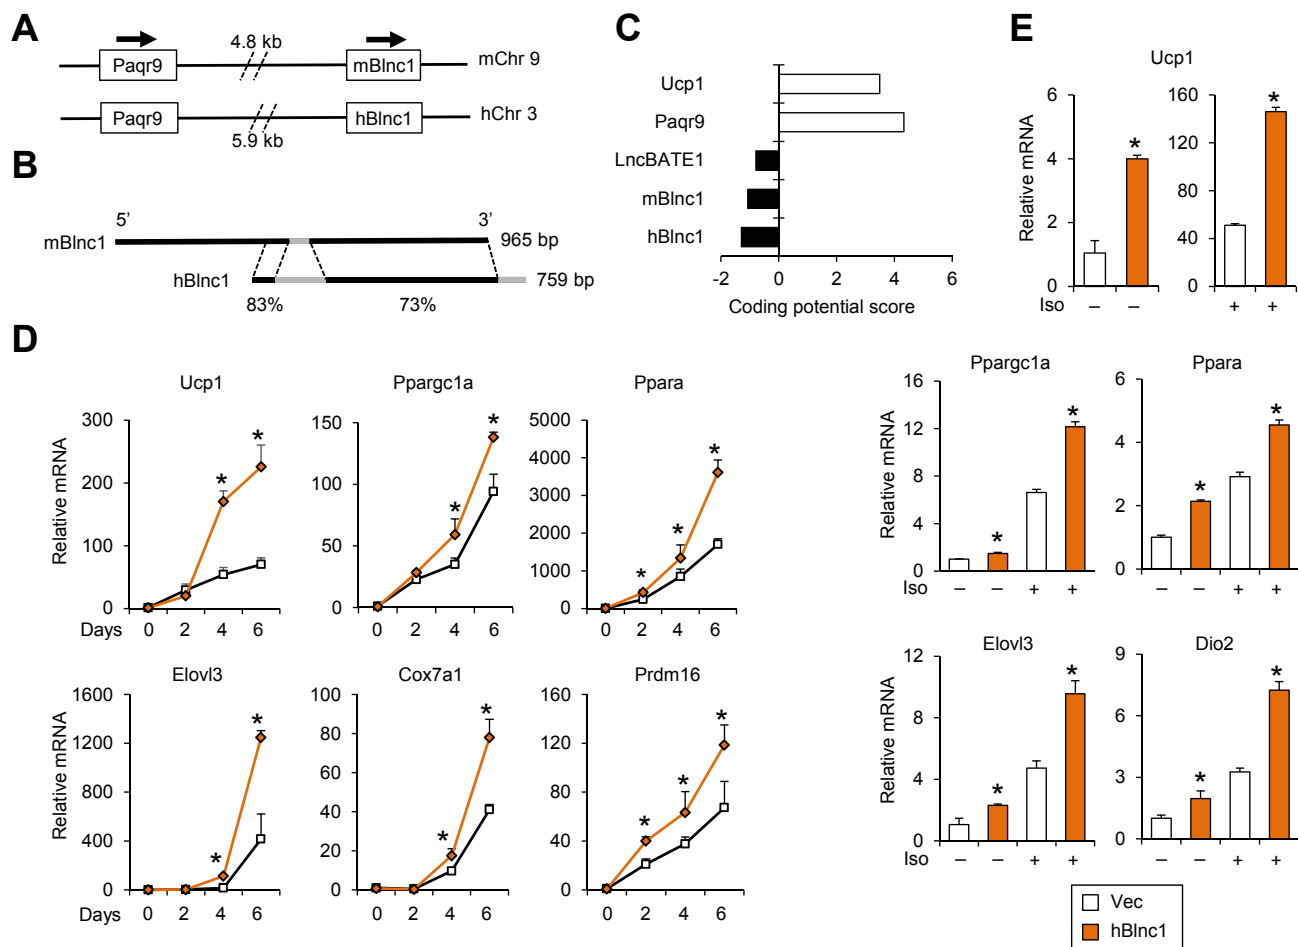 A
Paqr9
4.8 kb
mBlnc1
mChr 9
Paqr9
5.9 kb
hBlnc1
hChr 3
B
5’
3’
mBlnc1
965 bp
hBlnc1
759 bp
83%
73%
C
Ucp1
Paqr9
LncBATE1
mBlnc1
hBlnc1
-2 0 2 4 6
Coding potential score
D
Ucp1
Relative mRNA
300
200
100
0
Days 0 2 4 6
*
*
Ppargc1a
150
100
50
0
0 2 4 6
*
*
Ppara
5000
4000
3000
2000
1000
0
0 2 4 6
*
*
*
Elovl3
Relative mRNA
1600
1200
800
400
0
Days 0 2 4 6
*
*
Cox7a1
100
80
60
40
20
0
0 2 4 6
*
*
Prdm16
160
120
80
40
0
0 2 4 6
*
*
*
E
Ucp1
Relative mRNA
6
4
2
0
*
Iso – –
160
120
80
40
0
*
+ +
Ppargc1a
Relative mRNA
16
12
8
4
0
*
*
Iso – – + +
Ppara
6
4
2
0
*
*
– – + +
Elovl3
Relative mRNA
12
8
4
0
*
*
Iso – – + +
Dio2
9
6
3
0
*
*
– – + +
Vec
hBlnc1